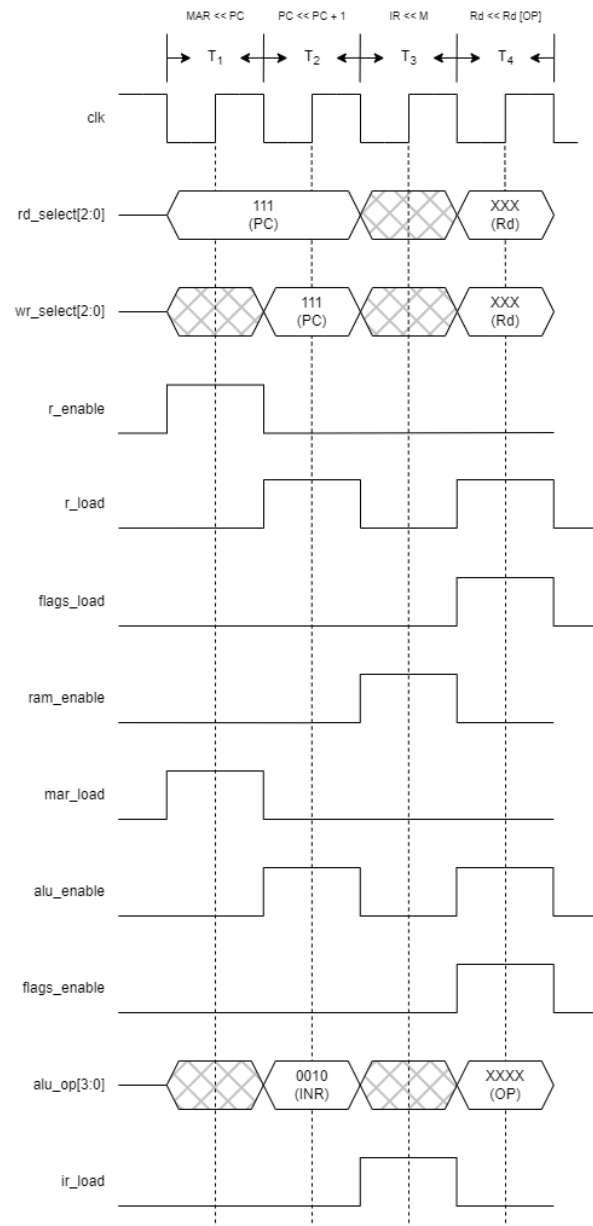 MAR << PC PC << PC + 1 IR << M Rd << Rd [OP]
T1 T2 T3 T4
clk
rd_select[2:0] 111 XXX
(PC) (Rd)
wr_select[2:0] 111 XXX
(PC) (Rd)
r_enable
r_load
flags_load
ram_enable
mar_load
alu_enable
flags_enable
alu_op[3:0] 0010 XXXX
(INR) (OP)
ir_load